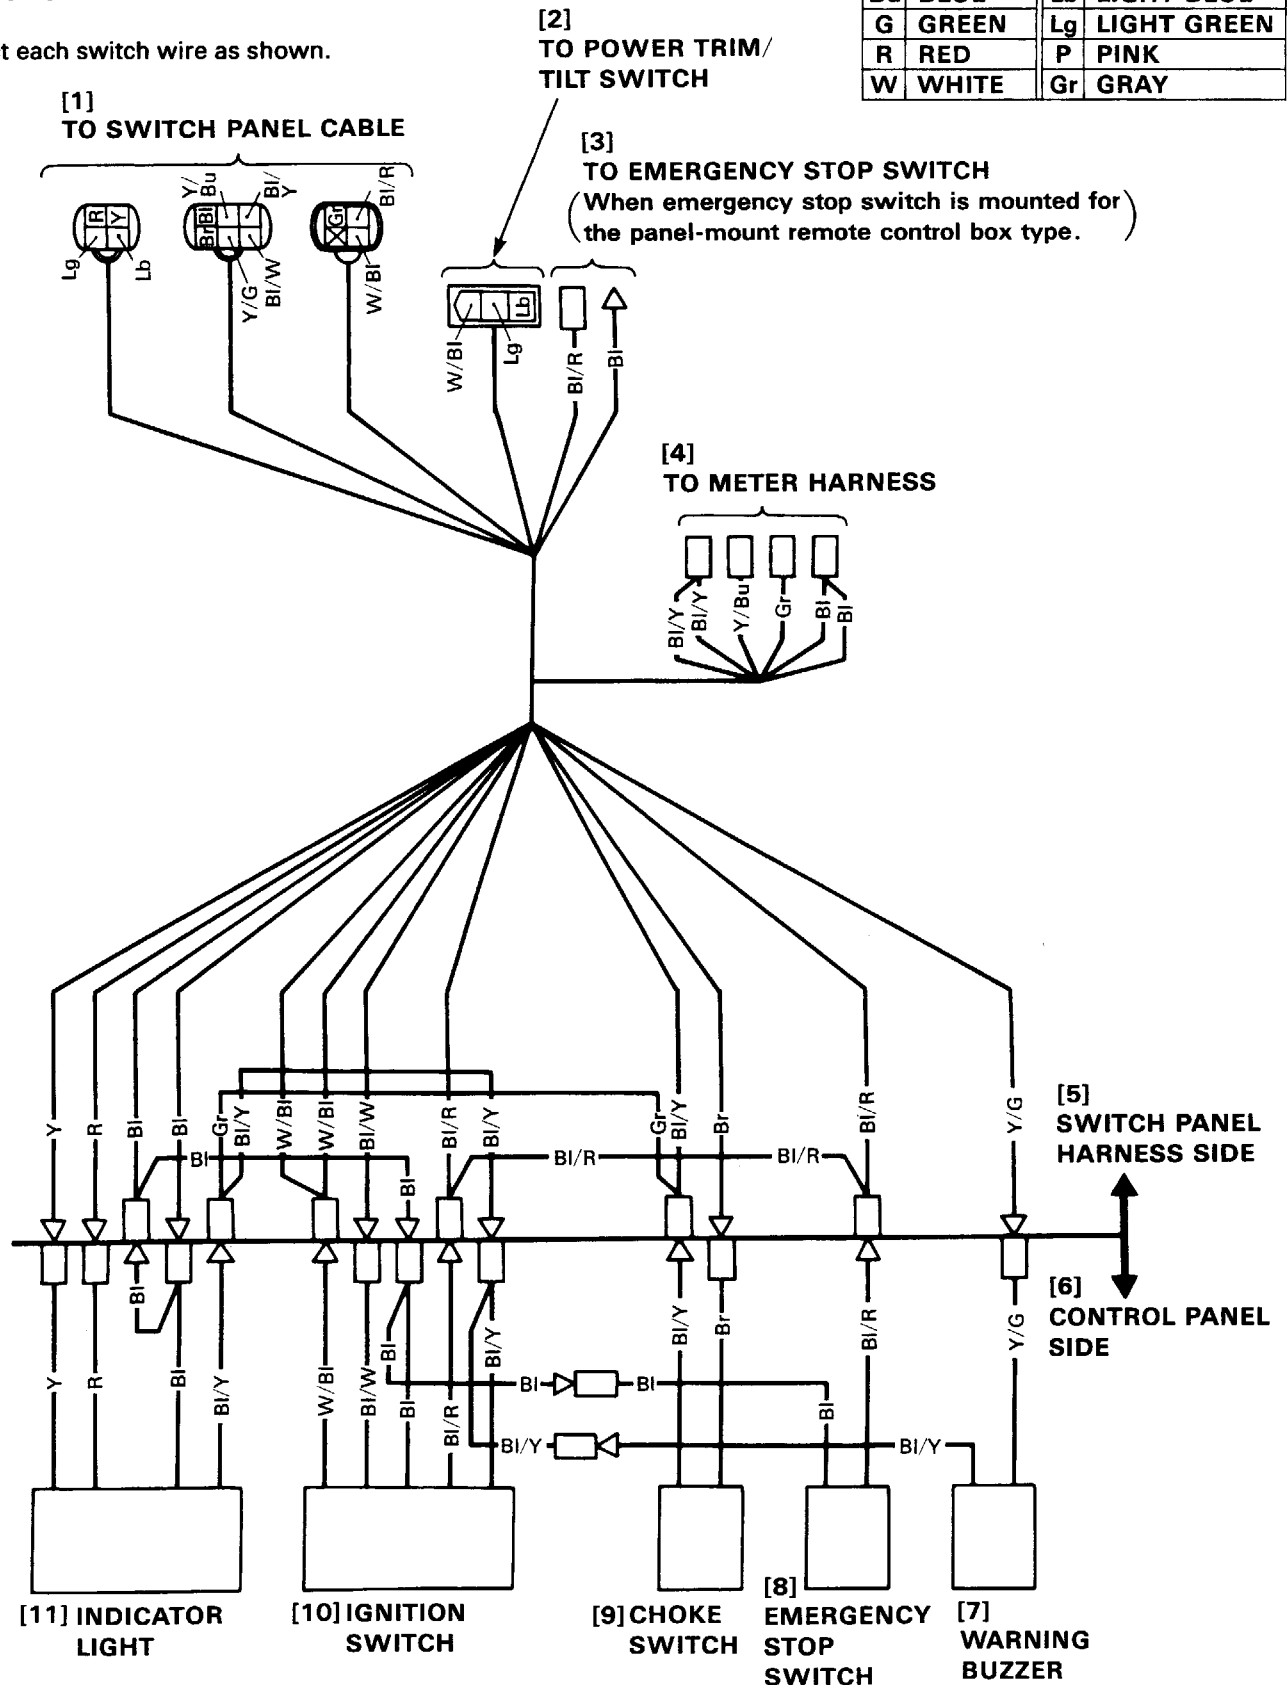 t each switch wire as shown.
G GREEN Lg LIGHT GREEN
R RED P PINK
W WHITE Gr GRAY
[1]
TO SWITCH PANEL CABLE
[2]
TO POWER TRIM/
TILT SWITCH
[3]
TO EMERGENCY STOP SWITCH
(When emergency stop switch is mounted for
the panel-mount remote control box type.)
R Y
Lg Lb
Y/Bu Bl/Y
Br Bl
Y/G Bl/W
Gr Bl/R
W/Bl
Lb
W/Bl Lg
Bl/R Bl
[4]
TO METER HARNESS
Bl/Y Bl/Y Y/Bu Gr Bl Bl
Y R Bl Bl Gr Bl/Y W/Bl W/Bl Bl/W Bl/R Bl/Y Gr Bl/Y Br Bl/R Y/G
Bl Bl Bl/R Bl/R
[5]
SWITCH PANEL
HARNESS SIDE
[6]
CONTROL PANEL
SIDE
Bl Bl/Y Br Bl/R Y/G
Y R Bl Bl/Y W/Bl Bl/W Bl Bl Bl/R Bl/Y
Bl Bl Bl
Bl/Y Bl/Y
[11] INDICATOR
LIGHT
[10] IGNITION
SWITCH
[9] CHOKE
SWITCH
[8]
EMERGENCY
STOP
SWITCH
[7]
WARNING
BUZZER